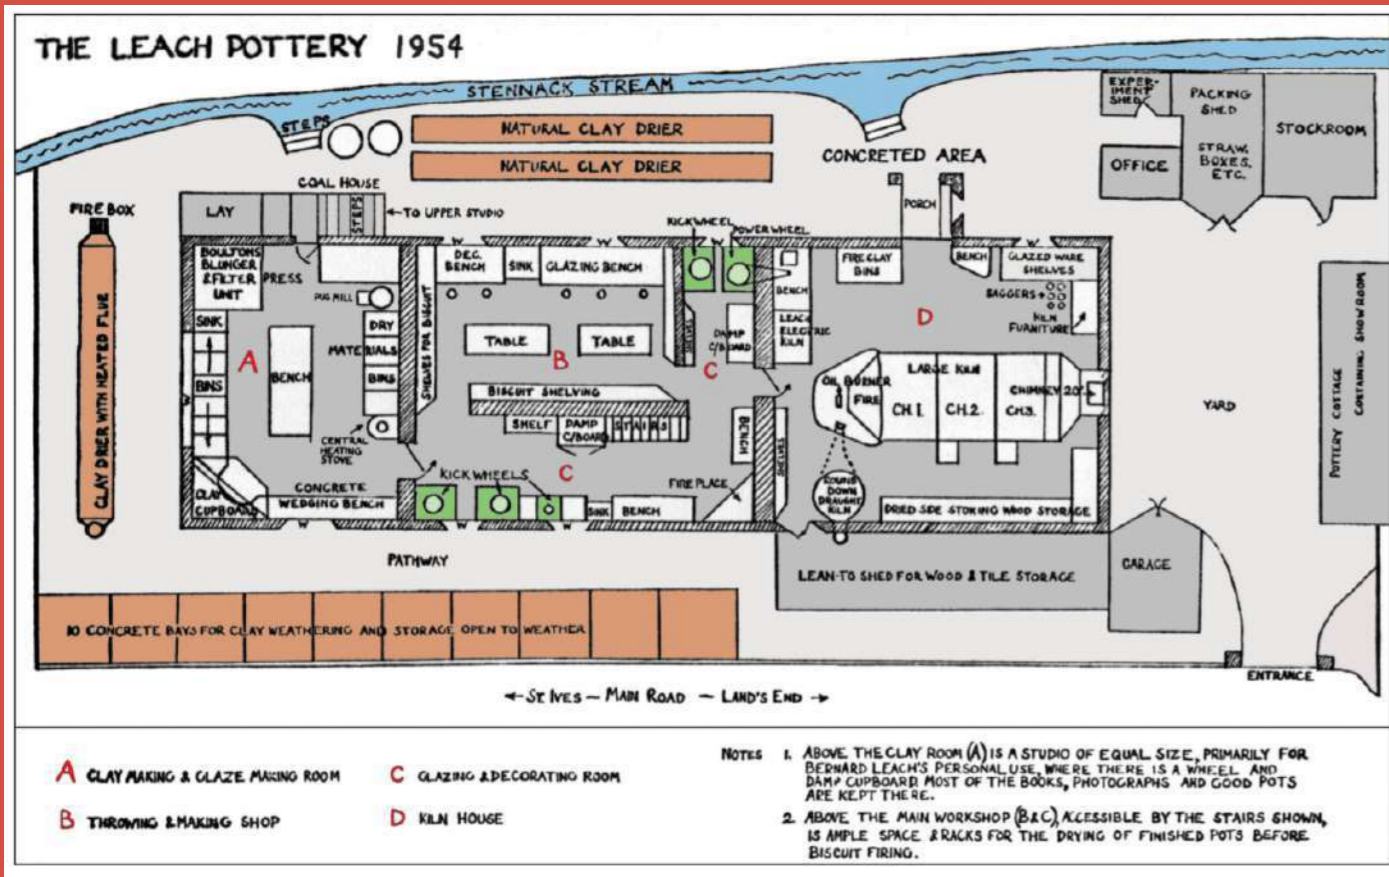 THE LEACH POTTERY 1954
STENNACK STREAM
STEPS
NATURAL CLAY DRIER
NATURAL CLAY DRIER
CONCRETED AREA
EXPER-
IMENT
SHED
PACKING
SHED
STRAW,
BOXES,
ETC.
STOCKROOM
OFFICE
COAL HOUSE
LAY
STEPS
←TO UPPER STUDIO
KICKWHEEL
POWER WHEEL
PORCH
FIRE BOX
CLAY DRIER WITH HEATED FLUE
BOULTONS
BLUNGER
& FILTER
UNIT
PRESS
PUG MILL
SINK
BINS
A
BENCH
DRY
MATERIALS
BINS
CENTRAL
HEATING
STOVE
CLAY
CUPBOARD
CONCRETE
WEDGING BENCH
SHELVES FOR BISCUIT
DEC.
BENCH
SINK
GLAZING BENCH
TABLE
TABLE
B
BISCUIT SHELVING
SHELF
DAMP
C/BOARD
STAIRS
C
KICKWHEELS
SINK
BENCH
FIRE PLACE
BENCH
SHELVES
DAMP
C/BOARD
C
BENCH
LEACH
ELECTRIC
KILN
SHELVES
FIRE CLAY
BINS
BENCH
GLAZED WARE
SHELVES
SAGGERS
KILN
FURNITURE
D
OIL BURNER
FIRE
LARGE KILN
CH.1.
CH.2.
CH.3.
CHIMNEY 20'
ROUND
DOWN
DRAUGHT
KILN
DRIED SIDE STOKING WOOD STORAGE
YARD
POTTERY COTTAGE
CONTAINING SHOWROOM
PATHWAY
LEAN-TO SHED FOR WOOD & TILE STORAGE
GARAGE
10 CONCRETE BAYS FOR CLAY WEATHERING AND STORAGE OPEN TO WEATHER
ENTRANCE
← ST. IVES – MAIN ROAD – LAND'S END →
A CLAY MAKING & GLAZE MAKING ROOM
B THROWING & MAKING SHOP
C GLAZING & DECORATING ROOM
D KILN HOUSE
NOTES 1. ABOVE THE CLAY ROOM (A) IS A STUDIO OF EQUAL SIZE, PRIMARILY FOR
BERNARD LEACH'S PERSONAL USE, WHERE THERE IS A WHEEL AND
DAMP CUPBOARD. MOST OF THE BOOKS, PHOTOGRAPHS AND GOOD POTS
ARE KEPT THERE.
2. ABOVE THE MAIN WORKSHOP (B&C), ACCESSIBLE BY THE STAIRS SHOWN,
IS AMPLE SPACE & RACKS FOR THE DRYING OF FINISHED POTS BEFORE
BISCUIT FIRING.